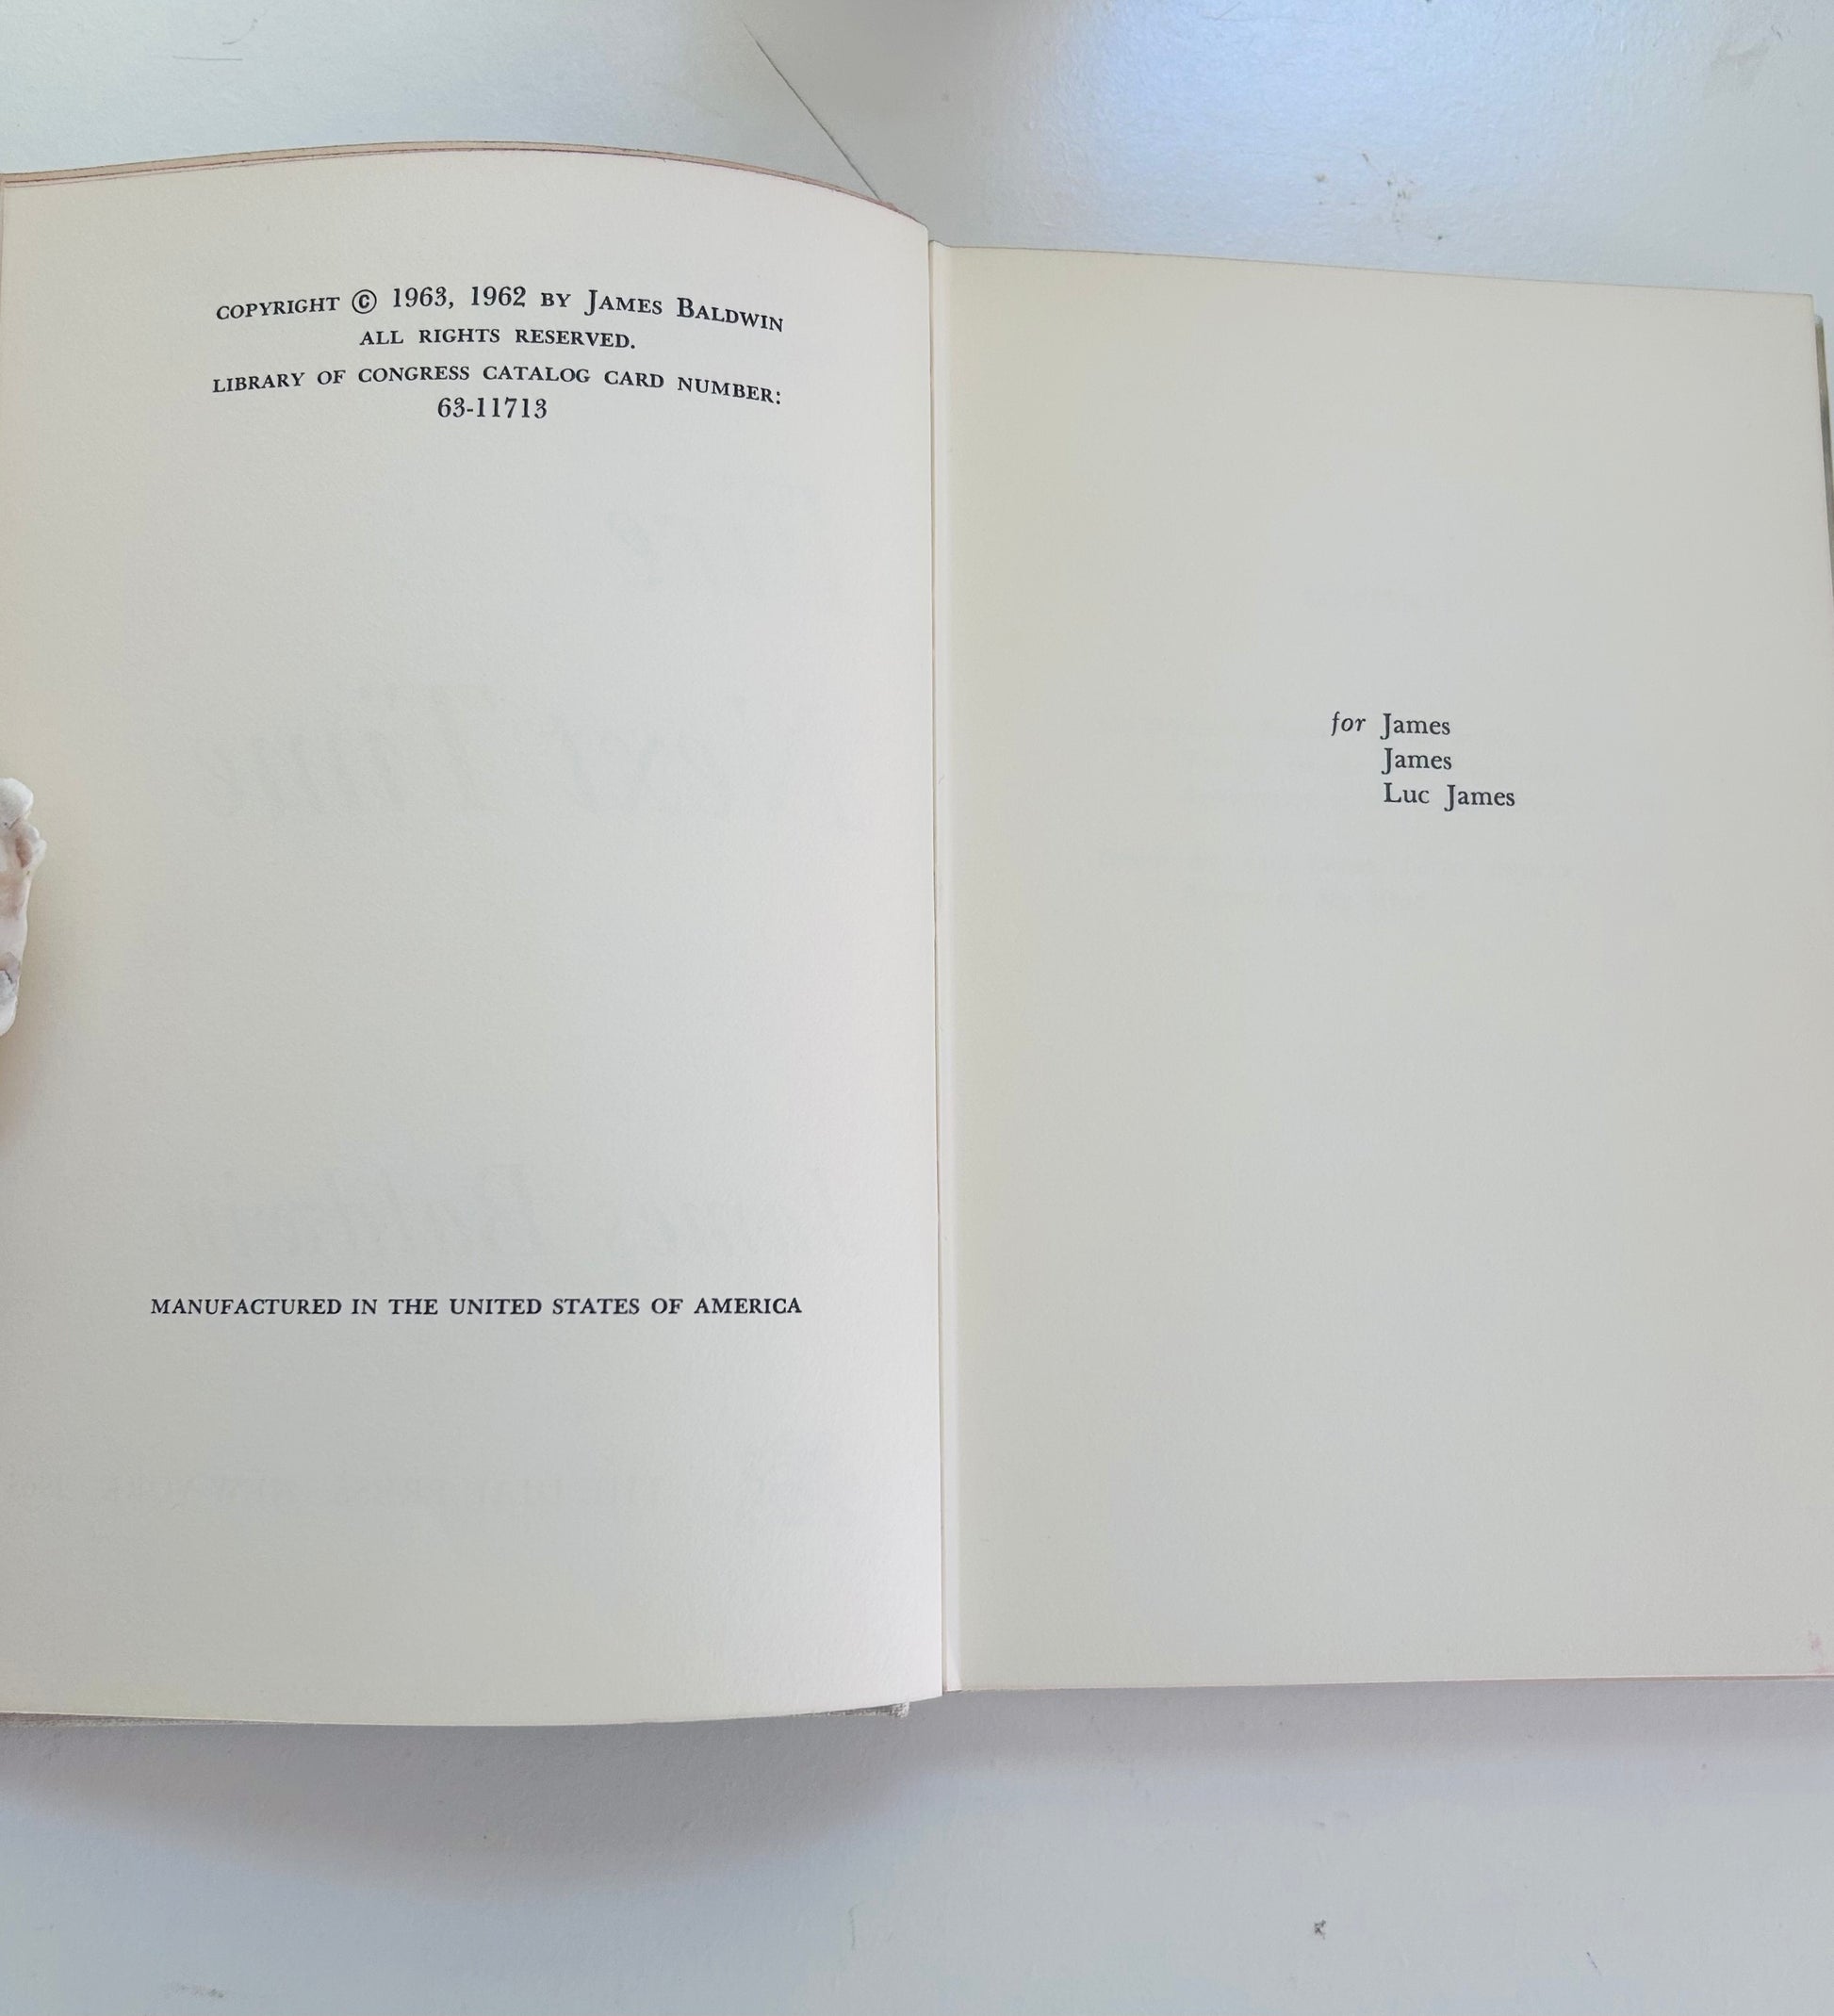 COPYRIGHT © 1963, 1962 BY JAMES BALDWIN
ALL RIGHTS RESERVED.
LIBRARY OF CONGRESS CATALOG CARD NUMBER:
63-11713
MANUFACTURED IN THE UNITED STATES OF AMERICA
for James
James
Luc James